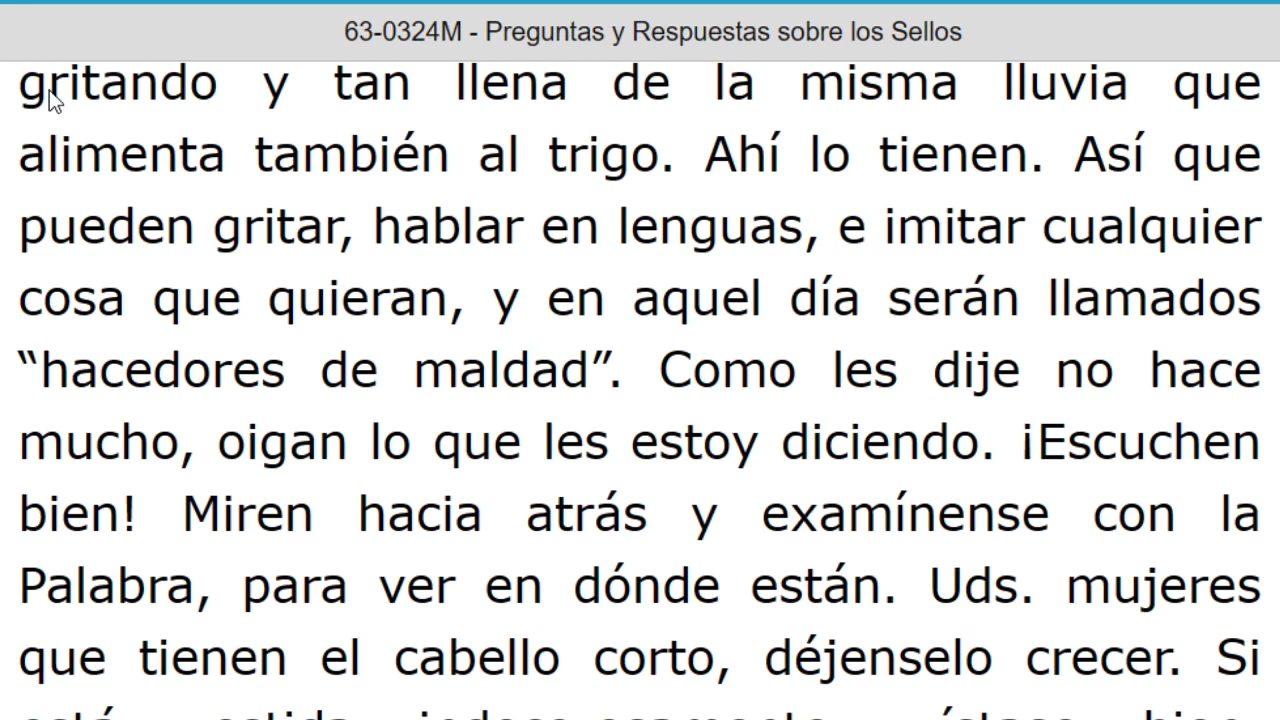 63-0324M - Preguntas y Respuestas sobre los Sellos
gritando y tan llena de la misma lluvia que
alimenta también al trigo. Ahí lo tienen. Así que
pueden gritar, hablar en lenguas, e imitar cualquier
cosa que quieran, y en aquel día serán llamados
“hacedores de maldad”. Como les dije no hace
mucho, oigan lo que les estoy diciendo. ¡Escuchen
bien! Miren hacia atrás y examínense con la
Palabra, para ver en dónde están. Uds. mujeres
que tienen el cabello corto, déjenselo crecer. Si